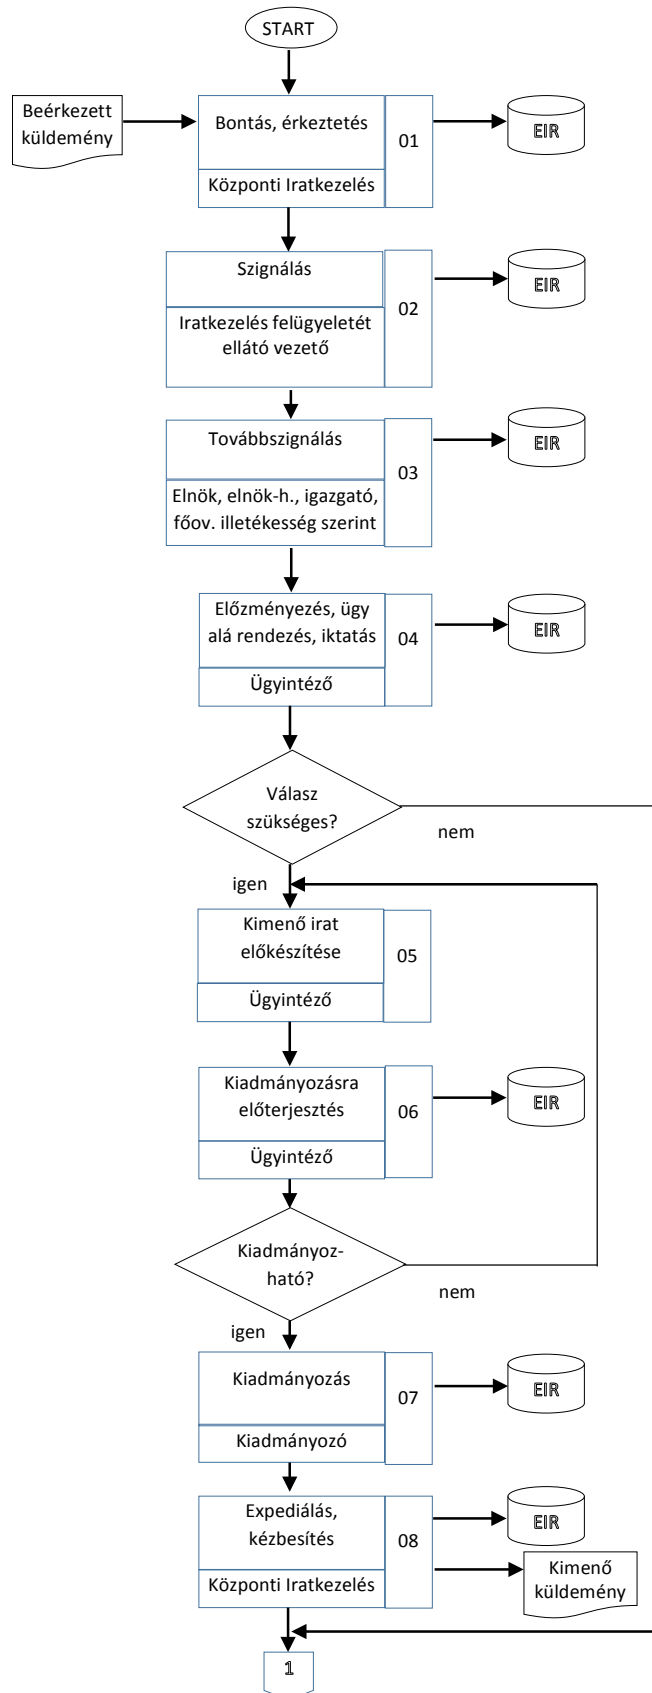 START
Beérkezett
küldemény
Bontás, érkeztetés
01
EIR
Központi Iratkezelés
Szignálás
02
EIR
Iratkezelés felügyeletét
ellátó vezető
Továbbszignálás
03
EIR
Elnök, elnök-h., igazgató,
főov. illetékesség szerint
Előzményezés, ügy
alá rendezés, iktatás
04
EIR
Ügyintéző
Válasz
szükséges?
nem
igen
Kimenő irat
előkészítése
05
Ügyintéző
Kiadmányozásra
előterjesztés
06
EIR
Ügyintéző
Kiadmányoz-
ható?
nem
igen
Kiadmányozás
07
EIR
Kiadmányozó
Expediálás,
kézbesítés
08
EIR
Központi Iratkezelés
Kimenő
küldemény
1